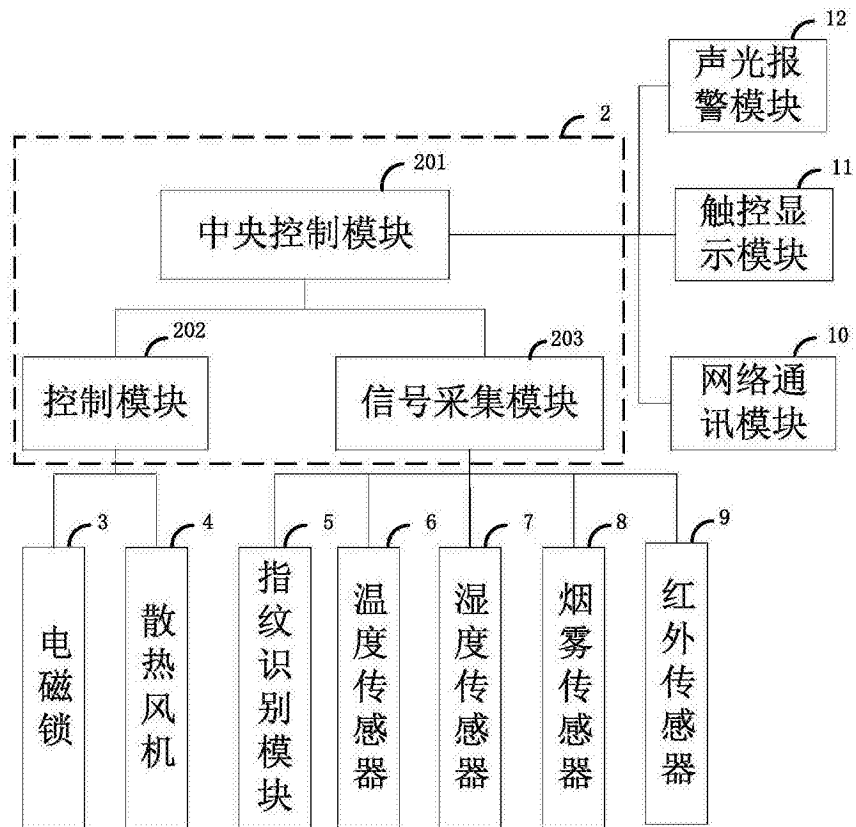 12
声光报
警模块
2
201
中央控制模块
11
触控显
示模块
202
控制模块
203
信号采集模块
10
网络通
讯模块
3
电磁锁
4
散热风机
5
指纹识别模块
6
温度传感器
7
湿度传感器
8
烟雾传感器
9
红外传感器